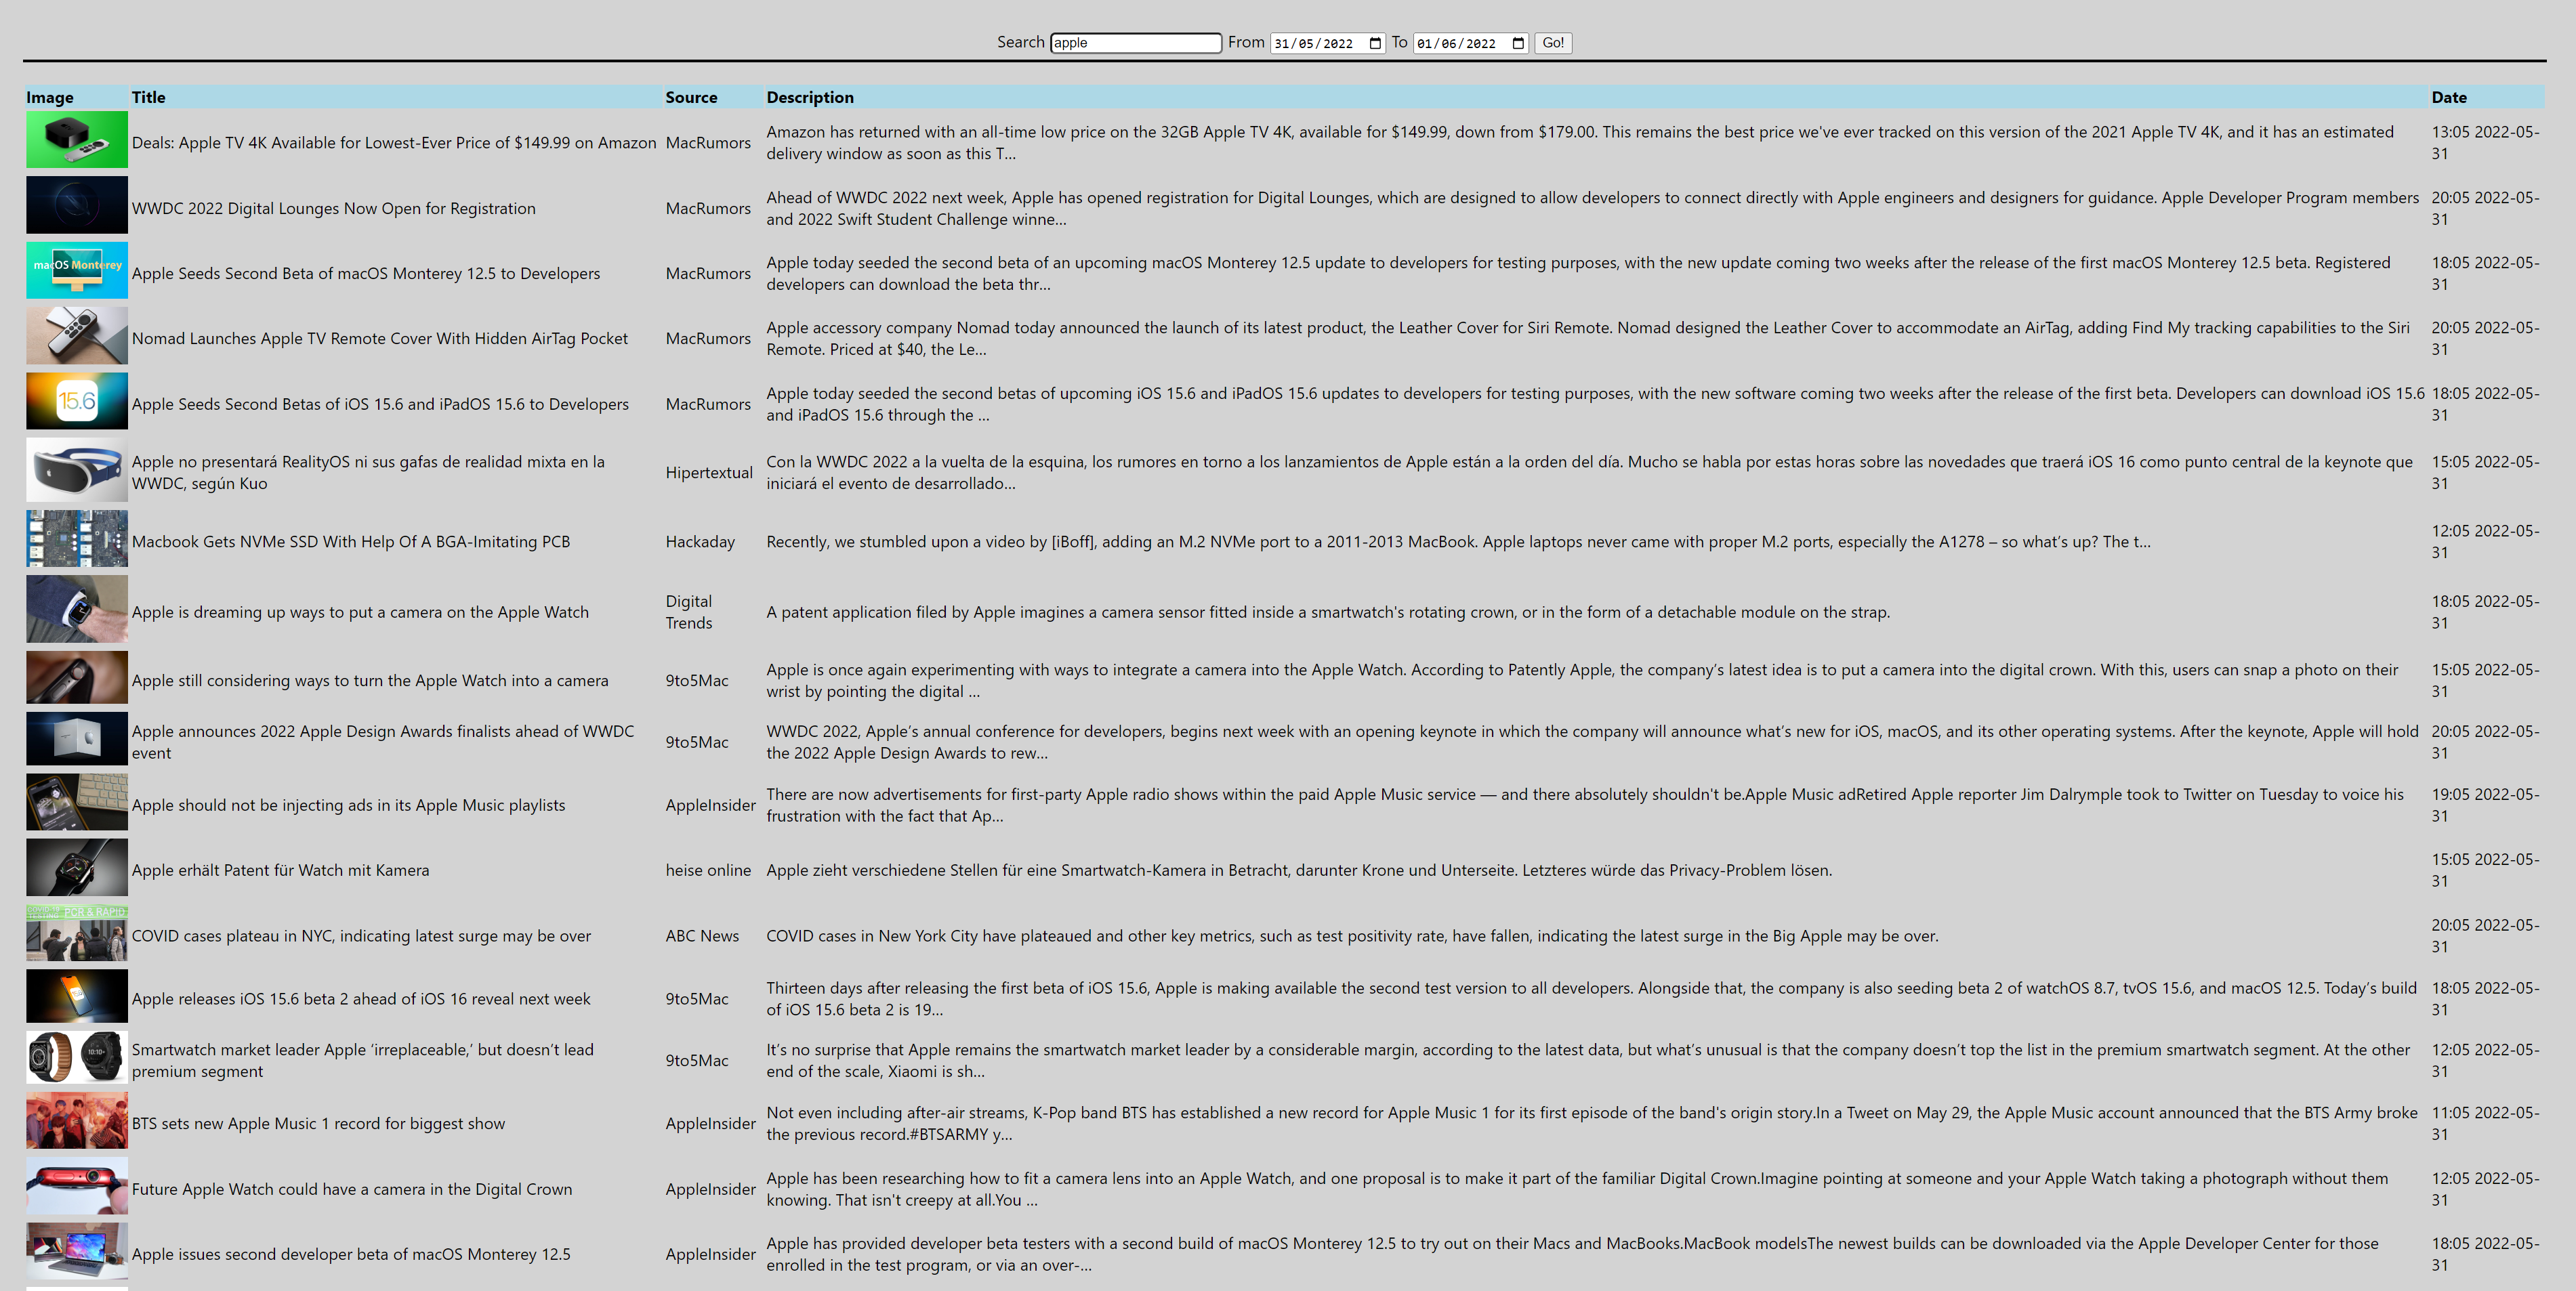 Search apple From 31/05/2022 To 01/06/2022 Go!
Image Title Source Description Date
Deals: Apple TV 4K Available for Lowest-Ever Price of $149.99 on Amazon MacRumors Amazon has returned with an all-time low price on the 32GB Apple TV 4K, available for $149.99, down from $179.00. This remains the best price we've ever tracked on this version of the 2021 Apple TV 4K, and it has an estimated 13:05 2022-05-
delivery window as soon as this T... 31
WWDC 2022 Digital Lounges Now Open for Registration MacRumors Ahead of WWDC 2022 next week, Apple has opened registration for Digital Lounges, which are designed to allow developers to connect directly with Apple engineers and designers for guidance. Apple Developer Program members 20:05 2022-05-
and 2022 Swift Student Challenge winne... 31
macOS Monterey
Apple Seeds Second Beta of macOS Monterey 12.5 to Developers MacRumors Apple today seeded the second beta of an upcoming macOS Monterey 12.5 update to developers for testing purposes, with the new update coming two weeks after the release of the first macOS Monterey 12.5 beta. Registered 18:05 2022-05-
developers can download the beta thr... 31
Nomad Launches Apple TV Remote Cover With Hidden AirTag Pocket MacRumors Apple accessory company Nomad today announced the launch of its latest product, the Leather Cover for Siri Remote. Nomad designed the Leather Cover to accommodate an AirTag, adding Find My tracking capabilities to the Siri 20:05 2022-05-
Remote. Priced at $40, the Le... 31
15.6
Apple Seeds Second Betas of iOS 15.6 and iPadOS 15.6 to Developers MacRumors Apple today seeded the second betas of upcoming iOS 15.6 and iPadOS 15.6 updates to developers for testing purposes, with the new software coming two weeks after the release of the first beta. Developers can download iOS 15.6 18:05 2022-05-
and iPadOS 15.6 through the ... 31
Apple no presentará RealityOS ni sus gafas de realidad mixta en la Hipertextual Con la WWDC 2022 a la vuelta de la esquina, los rumores en torno a los lanzamientos de Apple están a la orden del día. Mucho se habla por estas horas sobre las novedades que traerá iOS 16 como punto central de la keynote que 15:05 2022-05-
WWDC, según Kuo iniciará el evento de desarrollado... 31
Macbook Gets NVMe SSD With Help Of A BGA-Imitating PCB Hackaday Recently, we stumbled upon a video by [iBoff], adding an M.2 NVMe port to a 2011-2013 MacBook. Apple laptops never came with proper M.2 ports, especially the A1278 – so what's up? The t... 12:05 2022-05-
31
Apple is dreaming up ways to put a camera on the Apple Watch Digital A patent application filed by Apple imagines a camera sensor fitted inside a smartwatch's rotating crown, or in the form of a detachable module on the strap. 18:05 2022-05-
Trends 31
Apple still considering ways to turn the Apple Watch into a camera 9to5Mac Apple is once again experimenting with ways to integrate a camera into the Apple Watch. According to Patently Apple, the company's latest idea is to put a camera into the digital crown. With this, users can snap a photo on their 15:05 2022-05-
wrist by pointing the digital ... 31
Apple announces 2022 Apple Design Awards finalists ahead of WWDC 9to5Mac WWDC 2022, Apple's annual conference for developers, begins next week with an opening keynote in which the company will announce what's new for iOS, macOS, and its other operating systems. After the keynote, Apple will hold 20:05 2022-05-
event the 2022 Apple Design Awards to rew... 31
Apple should not be injecting ads in its Apple Music playlists AppleInsider There are now advertisements for first-party Apple radio shows within the paid Apple Music service — and there absolutely shouldn't be.Apple Music adRetired Apple reporter Jim Dalrymple took to Twitter on Tuesday to voice his 19:05 2022-05-
frustration with the fact that Ap... 31
Apple erhält Patent für Watch mit Kamera heise online Apple zieht verschiedene Stellen für eine Smartwatch-Kamera in Betracht, darunter Krone und Unterseite. Letzteres würde das Privacy-Problem lösen. 15:05 2022-05-
31
PCR & RAPID
COVID cases plateau in NYC, indicating latest surge may be over ABC News COVID cases in New York City have plateaued and other key metrics, such as test positivity rate, have fallen, indicating the latest surge in the Big Apple may be over. 20:05 2022-05-
31
Apple releases iOS 15.6 beta 2 ahead of iOS 16 reveal next week 9to5Mac Thirteen days after releasing the first beta of iOS 15.6, Apple is making available the second test version to all developers. Alongside that, the company is also seeding beta 2 of watchOS 8.7, tvOS 15.6, and macOS 12.5. Today's build 18:05 2022-05-
of iOS 15.6 beta 2 is 19... 31
Smartwatch market leader Apple 'irreplaceable,' but doesn't lead 9to5Mac It's no surprise that Apple remains the smartwatch market leader by a considerable margin, according to the latest data, but what's unusual is that the company doesn't top the list in the premium smartwatch segment. At the other 12:05 2022-05-
premium segment end of the scale, Xiaomi is sh... 31
BTS sets new Apple Music 1 record for biggest show AppleInsider Not even including after-air streams, K-Pop band BTS has established a new record for Apple Music 1 for its first episode of the band's origin story.In a Tweet on May 29, the Apple Music account announced that the BTS Army broke 11:05 2022-05-
the previous record.#BTSARMY y... 31
Future Apple Watch could have a camera in the Digital Crown AppleInsider Apple has been researching how to fit a camera lens into an Apple Watch, and one proposal is to make it part of the familiar Digital Crown.Imagine pointing at someone and your Apple Watch taking a photograph without them 12:05 2022-05-
knowing. That isn't creepy at all.You ... 31
Apple issues second developer beta of macOS Monterey 12.5 AppleInsider Apple has provided developer beta testers with a second build of macOS Monterey 12.5 to try out on their Macs and MacBooks.MacBook modelsThe newest builds can be downloaded via the Apple Developer Center for those 18:05 2022-05-
enrolled in the test program, or via an over-... 31